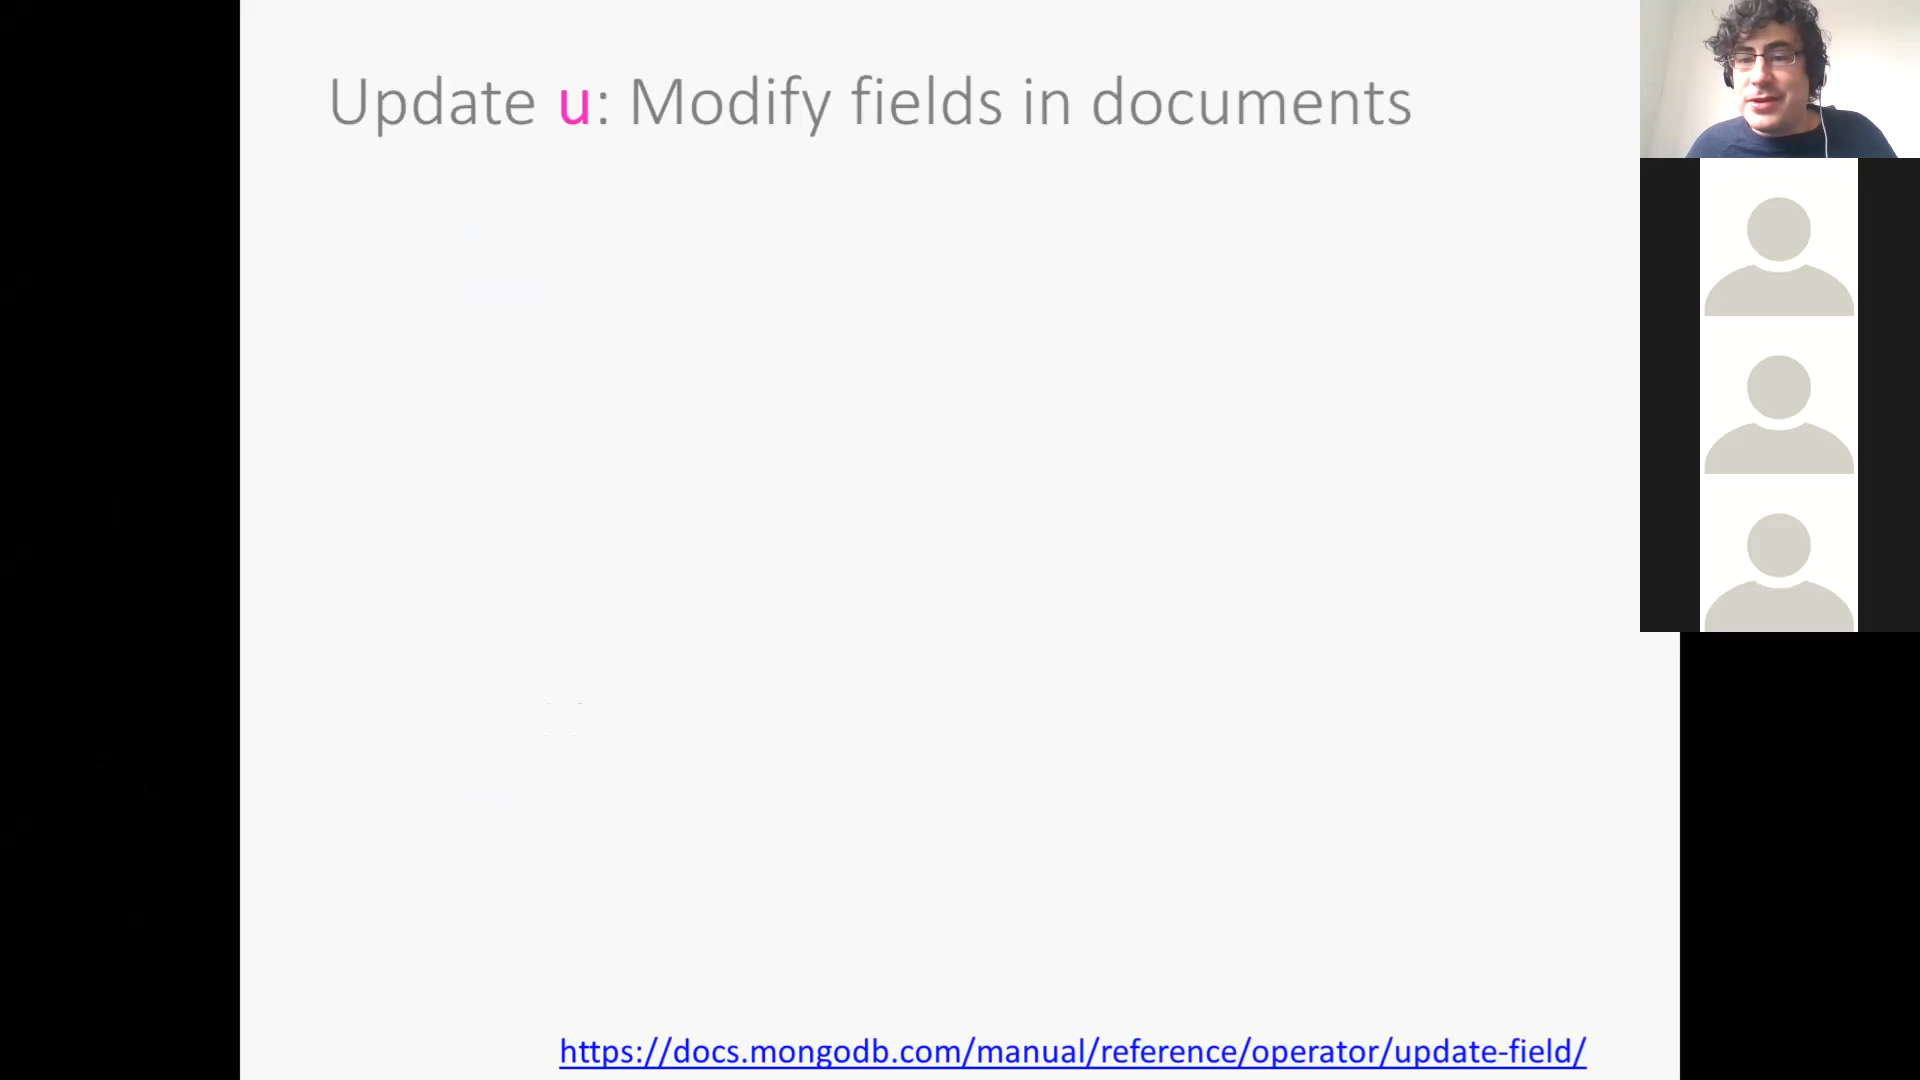 Update u: Modify fields in documents
https://docs.mongodb.com/manual/reference/operator/update-field/